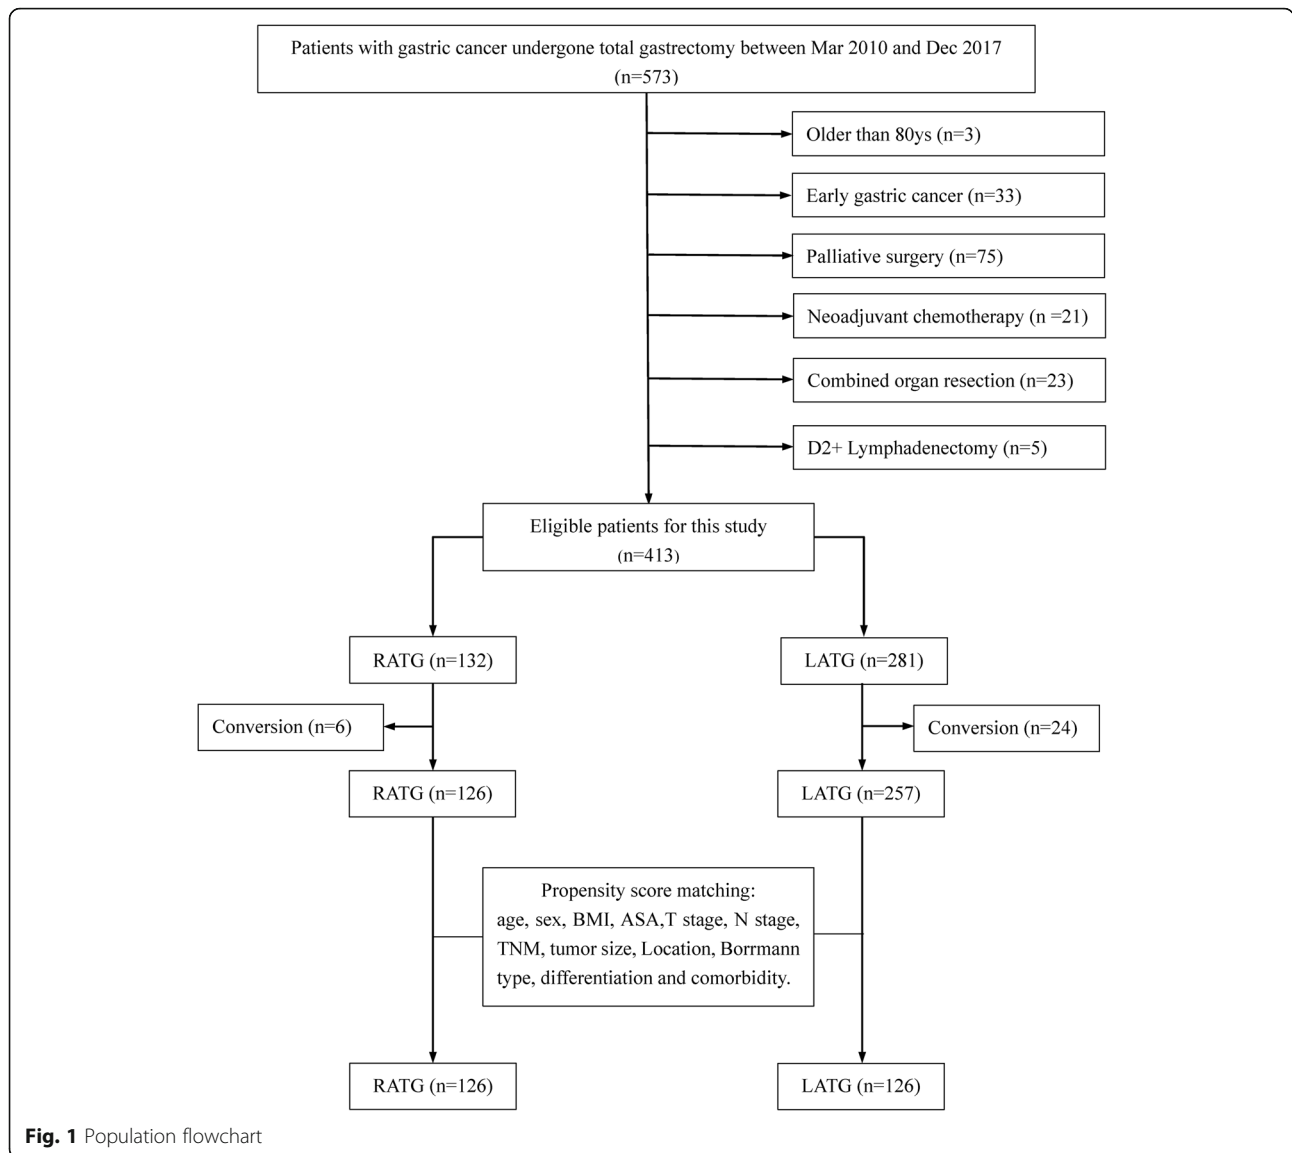 Patients with gastric cancer undergone total gastrectomy between Mar 2010 and Dec 2017
(n=573)
Older than 80ys (n=3)
Early gastric cancer (n=33)
Palliative surgery (n=75)
Neoadjuvant chemotherapy (n =21)
Combined organ resection (n=23)
D2+ Lymphadenectomy (n=5)
Eligible patients for this study
(n=413)
RATG (n=132)
LATG (n=281)
Conversion (n=6)
Conversion (n=24)
RATG (n=126)
LATG (n=257)
Propensity score matching:
age, sex, BMI, ASA,T stage, N stage,
TNM, tumor size, Location, Borrmann
type, differentiation and comorbidity.
RATG (n=126)
LATG (n=126)
Fig. 1 Population flowchart